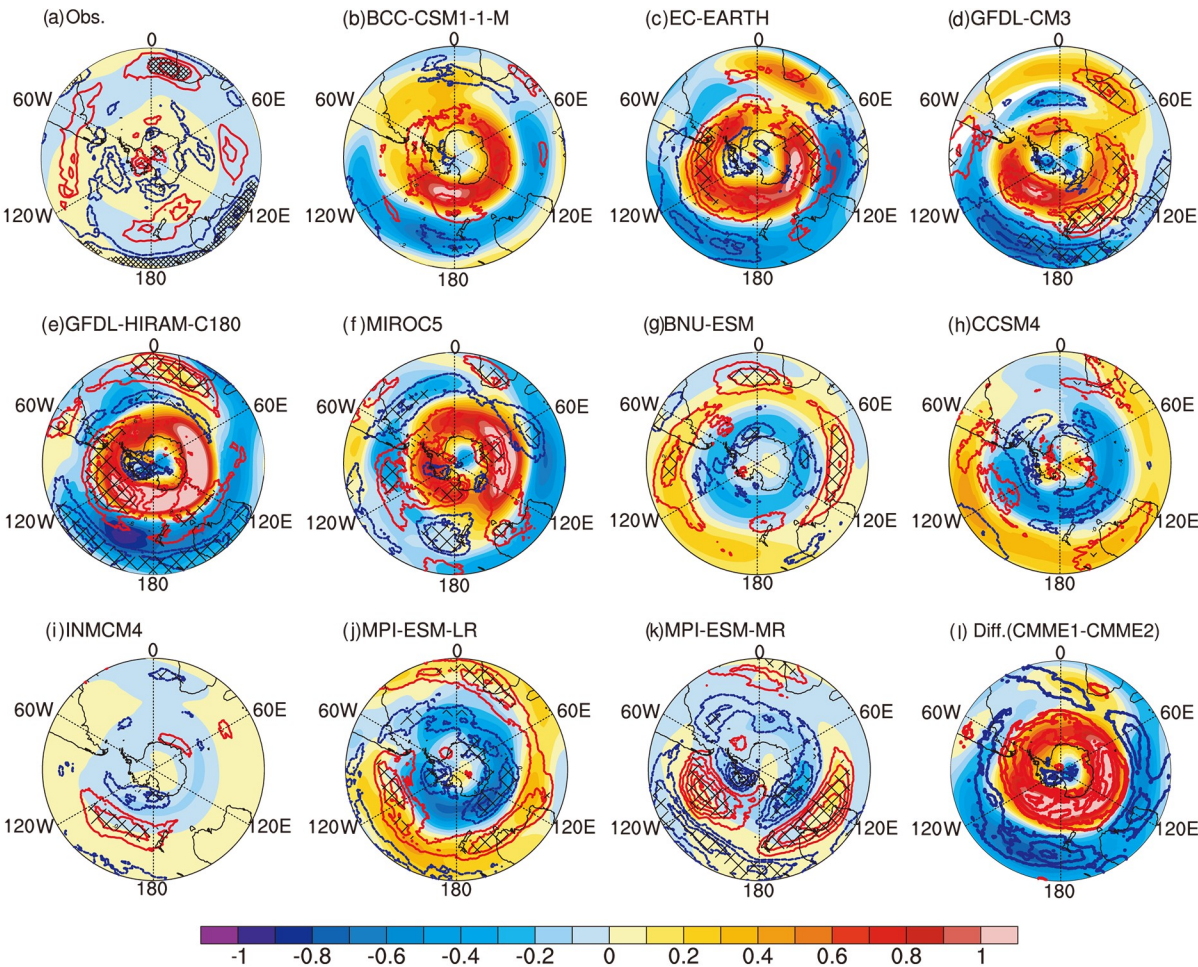 (a)Obs. (b)BCC-CSM1-1-M (c)EC-EARTH (d)GFDL-CM3
0 0 0 0
60W 60E 60W 60E 60W 60E 60W 60E
120W 120E 120W 120E 120W 120E 120W 120E
180 180 180 180
(e)GFDL-HIRAM-C180 (f)MIROC5 (g)BNU-ESM (h)CCSM4
0 0 0 0
60W 60E 60W 60E 60W 60E 60W 60E
120W 120E 120W 120E 120W 120E 120W 120E
180 180 180 180
(i)INMCM4 (j)MPI-ESM-LR (k)MPI-ESM-MR (l) Diff.(CMME1-CMME2)
0 0 0 0
60W 60E 60W 60E 60W 60E 60W 60E
120W 120E 120W 120E 120W 120E 120W 120E
180 180 180 180
-1 -0.8 -0.6 -0.4 -0.2 0 0.2 0.4 0.6 0.8 1